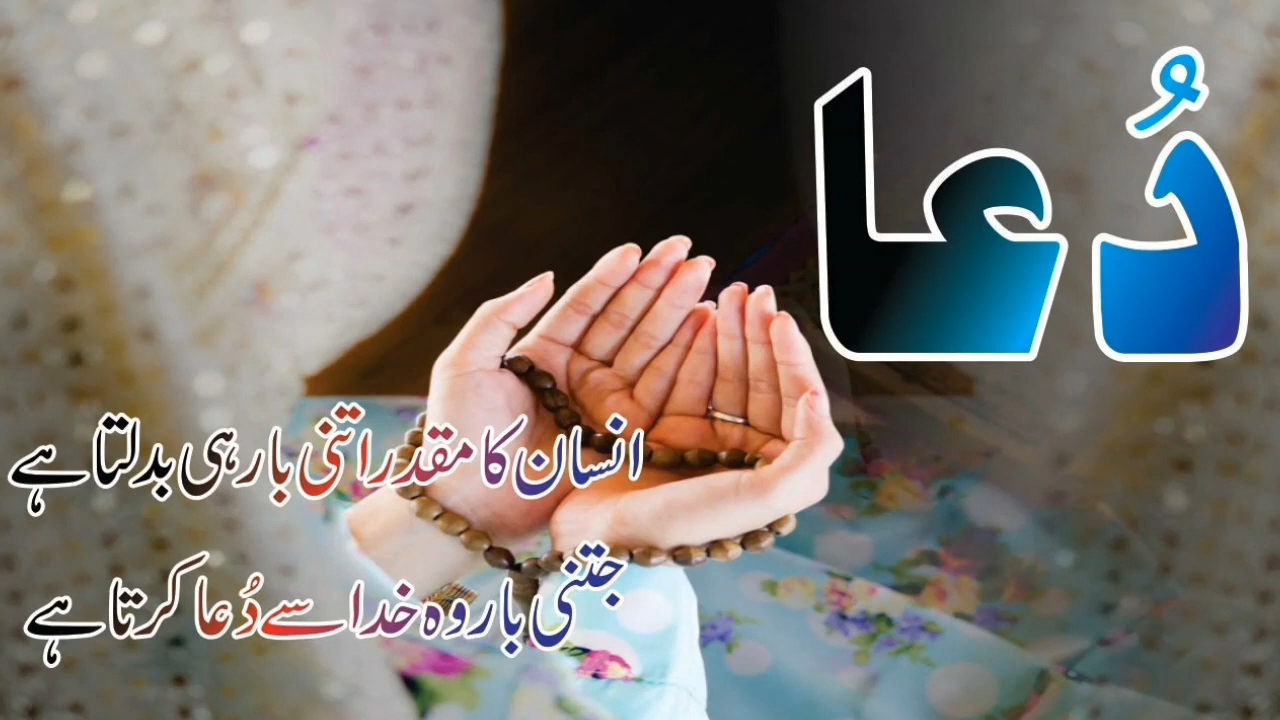 دُعا
انسان کا مقدر اتنی بار ہی بدلتا ہے
جتنی بار وہ خدا سے دُعا کرتا ہے